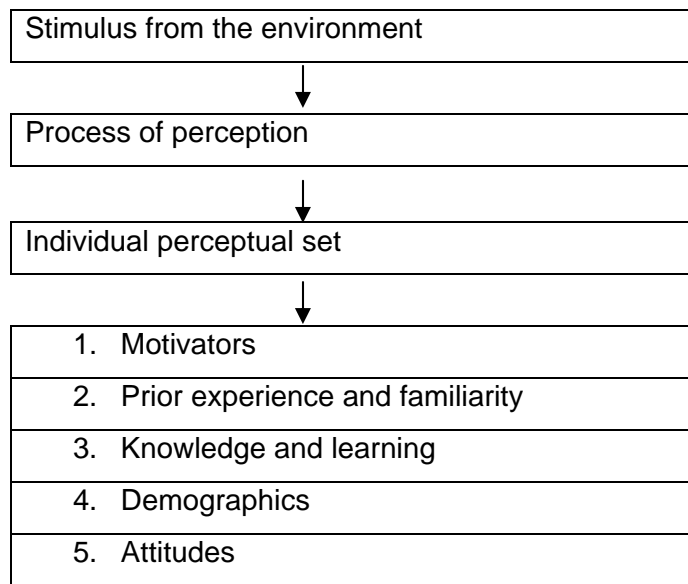 Stimulus from the environment
Process of perception
Individual perceptual set
1. Motivators
2. Prior experience and familiarity
3. Knowledge and learning
4. Demographics
5. Attitudes